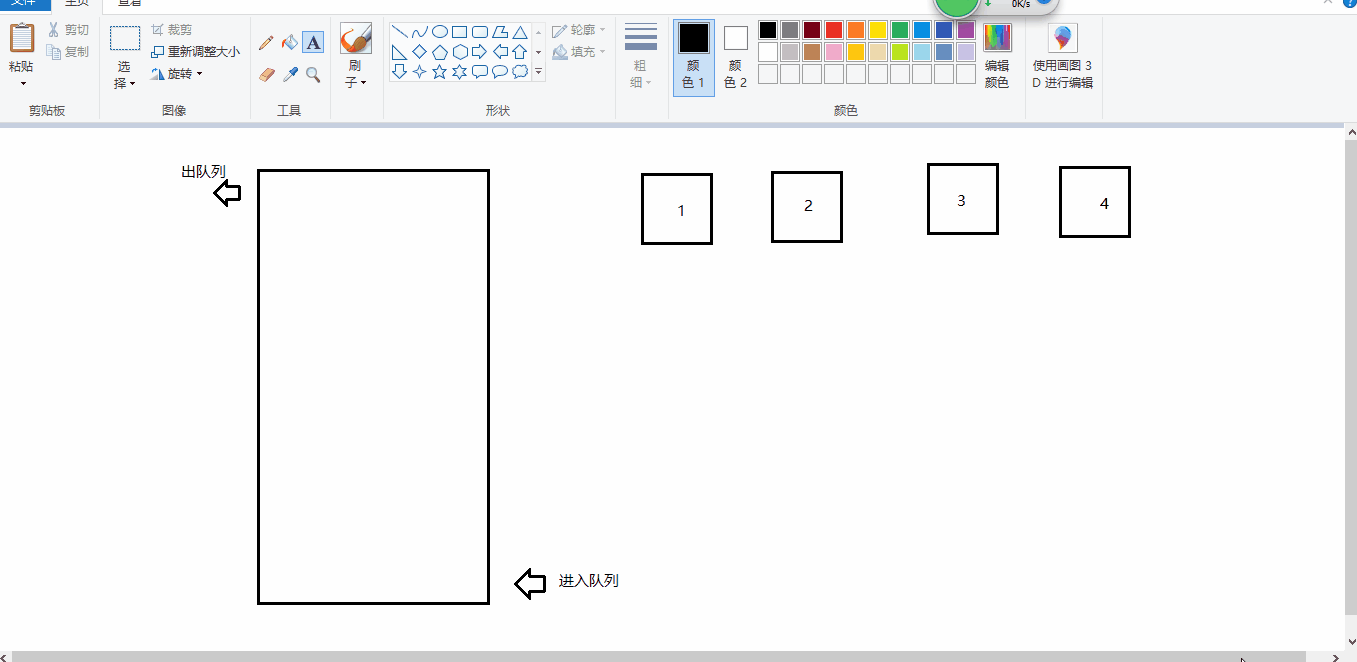 文件 主页 查看
0K/s
粘贴
剪切
复制
剪贴板
选
择
裁剪
重新调整大小
旋转
图像
A
工具
刷
子
轮廓
填充
形状
粗
细
颜
色 1
颜
色 2
编辑
颜色
颜色
使用画图 3
D 进行编辑
出队列
1
2
3
4
进入队列